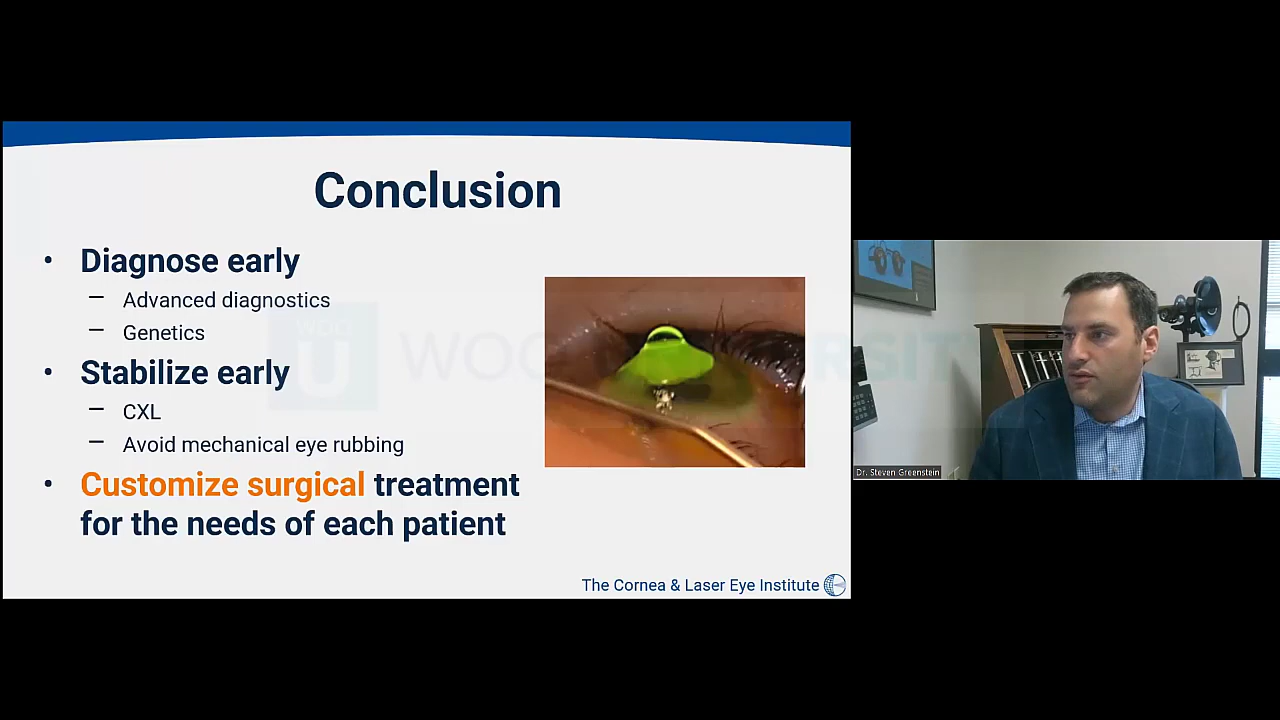 Conclusion
• Diagnose early
– Advanced diagnostics
– Genetics
• Stabilize early
– CXL
– Avoid mechanical eye rubbing
• Customize surgical treatment
for the needs of each patient
The Cornea & Laser Eye Institute
Dr. Steven Greenstein